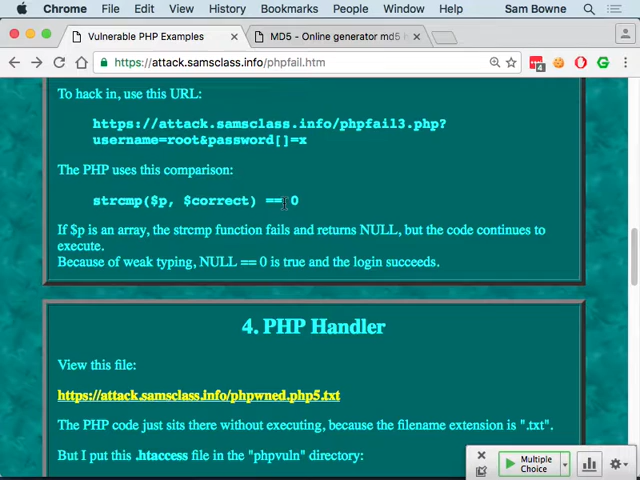 Chrome File Edit View History Bookmarks People Window Help Sam Bowne
Vulnerable PHP Examples
MD5 - Online generator md5 h
https://attack.samsclass.info/phpfail.htm
4
G
To hack in, use this URL:
https://attack.samsclass.info/phpfail3.php?
username=root&password[]=x
The PHP uses this comparison:
strcmp($p, $correct) == 0
If $p is an array, the strcmp function fails and returns NULL, but the code continues to
execute.
Because of weak typing, NULL == 0 is true and the login succeeds.
4. PHP Handler
View this file:
https://attack.samsclass.info/phpwned.php5.txt
The PHP code just sits there without executing, because the filename extension is ".txt".
But I put this .htaccess file in the "phpvuln" directory:
Multiple
Choice